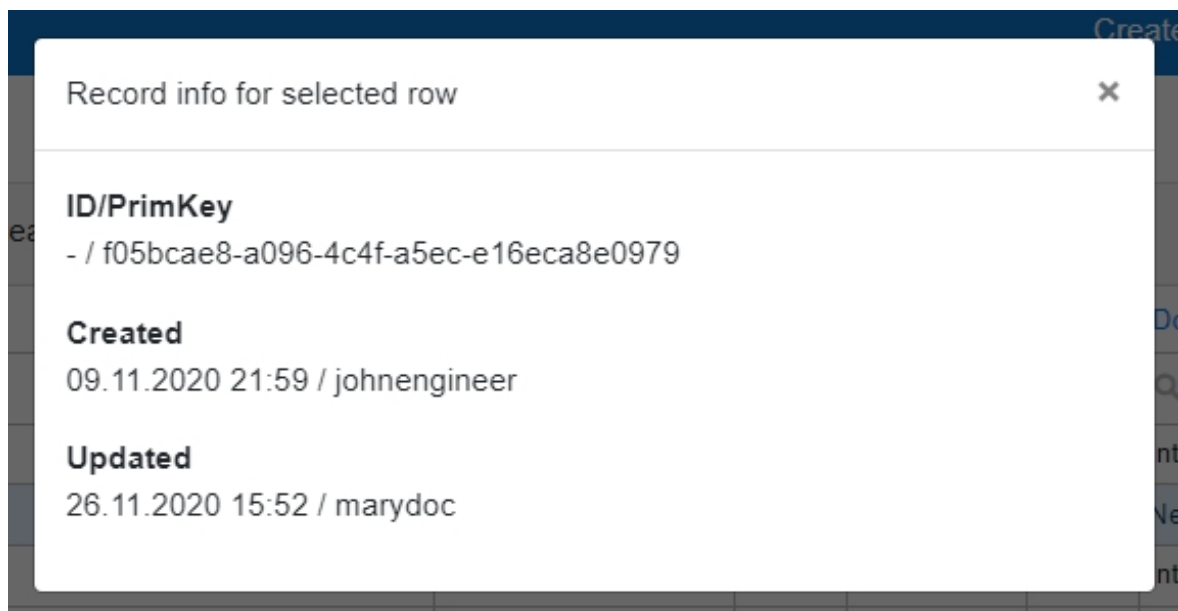 Create
Record info for selected row
×
ID/PrimKey
- / f05bcae8-a096-4c4f-a5ec-e16eca8e0979
Created
09.11.2020 21:59 / johnengineer
Updated
26.11.2020 15:52 / marydoc